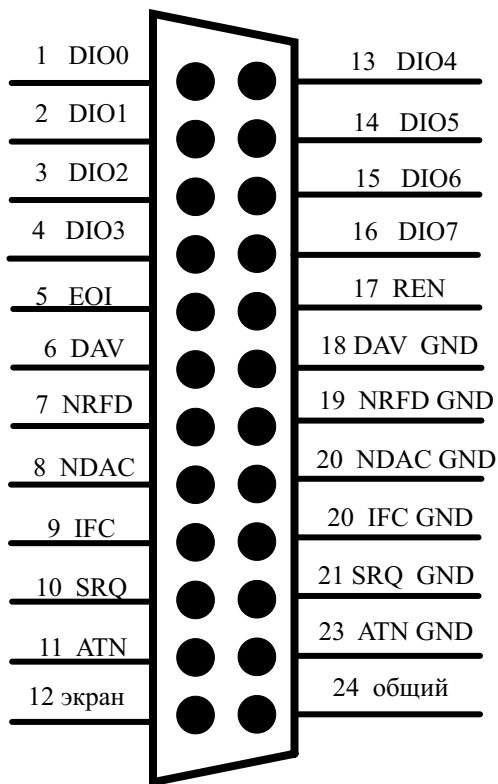 1 DIO0
2 DIO1
3 DIO2
4 DIO3
5 EOI
6 DAV
7 NRFD
8 NDAC
9 IFC
10 SRQ
11 ATN
12 экран
13 DIO4
14 DIO5
15 DIO6
16 DIO7
17 REN
18 DAV GND
19 NRFD GND
20 NDAC GND
20 IFC GND
21 SRQ GND
23 ATN GND
24 общий